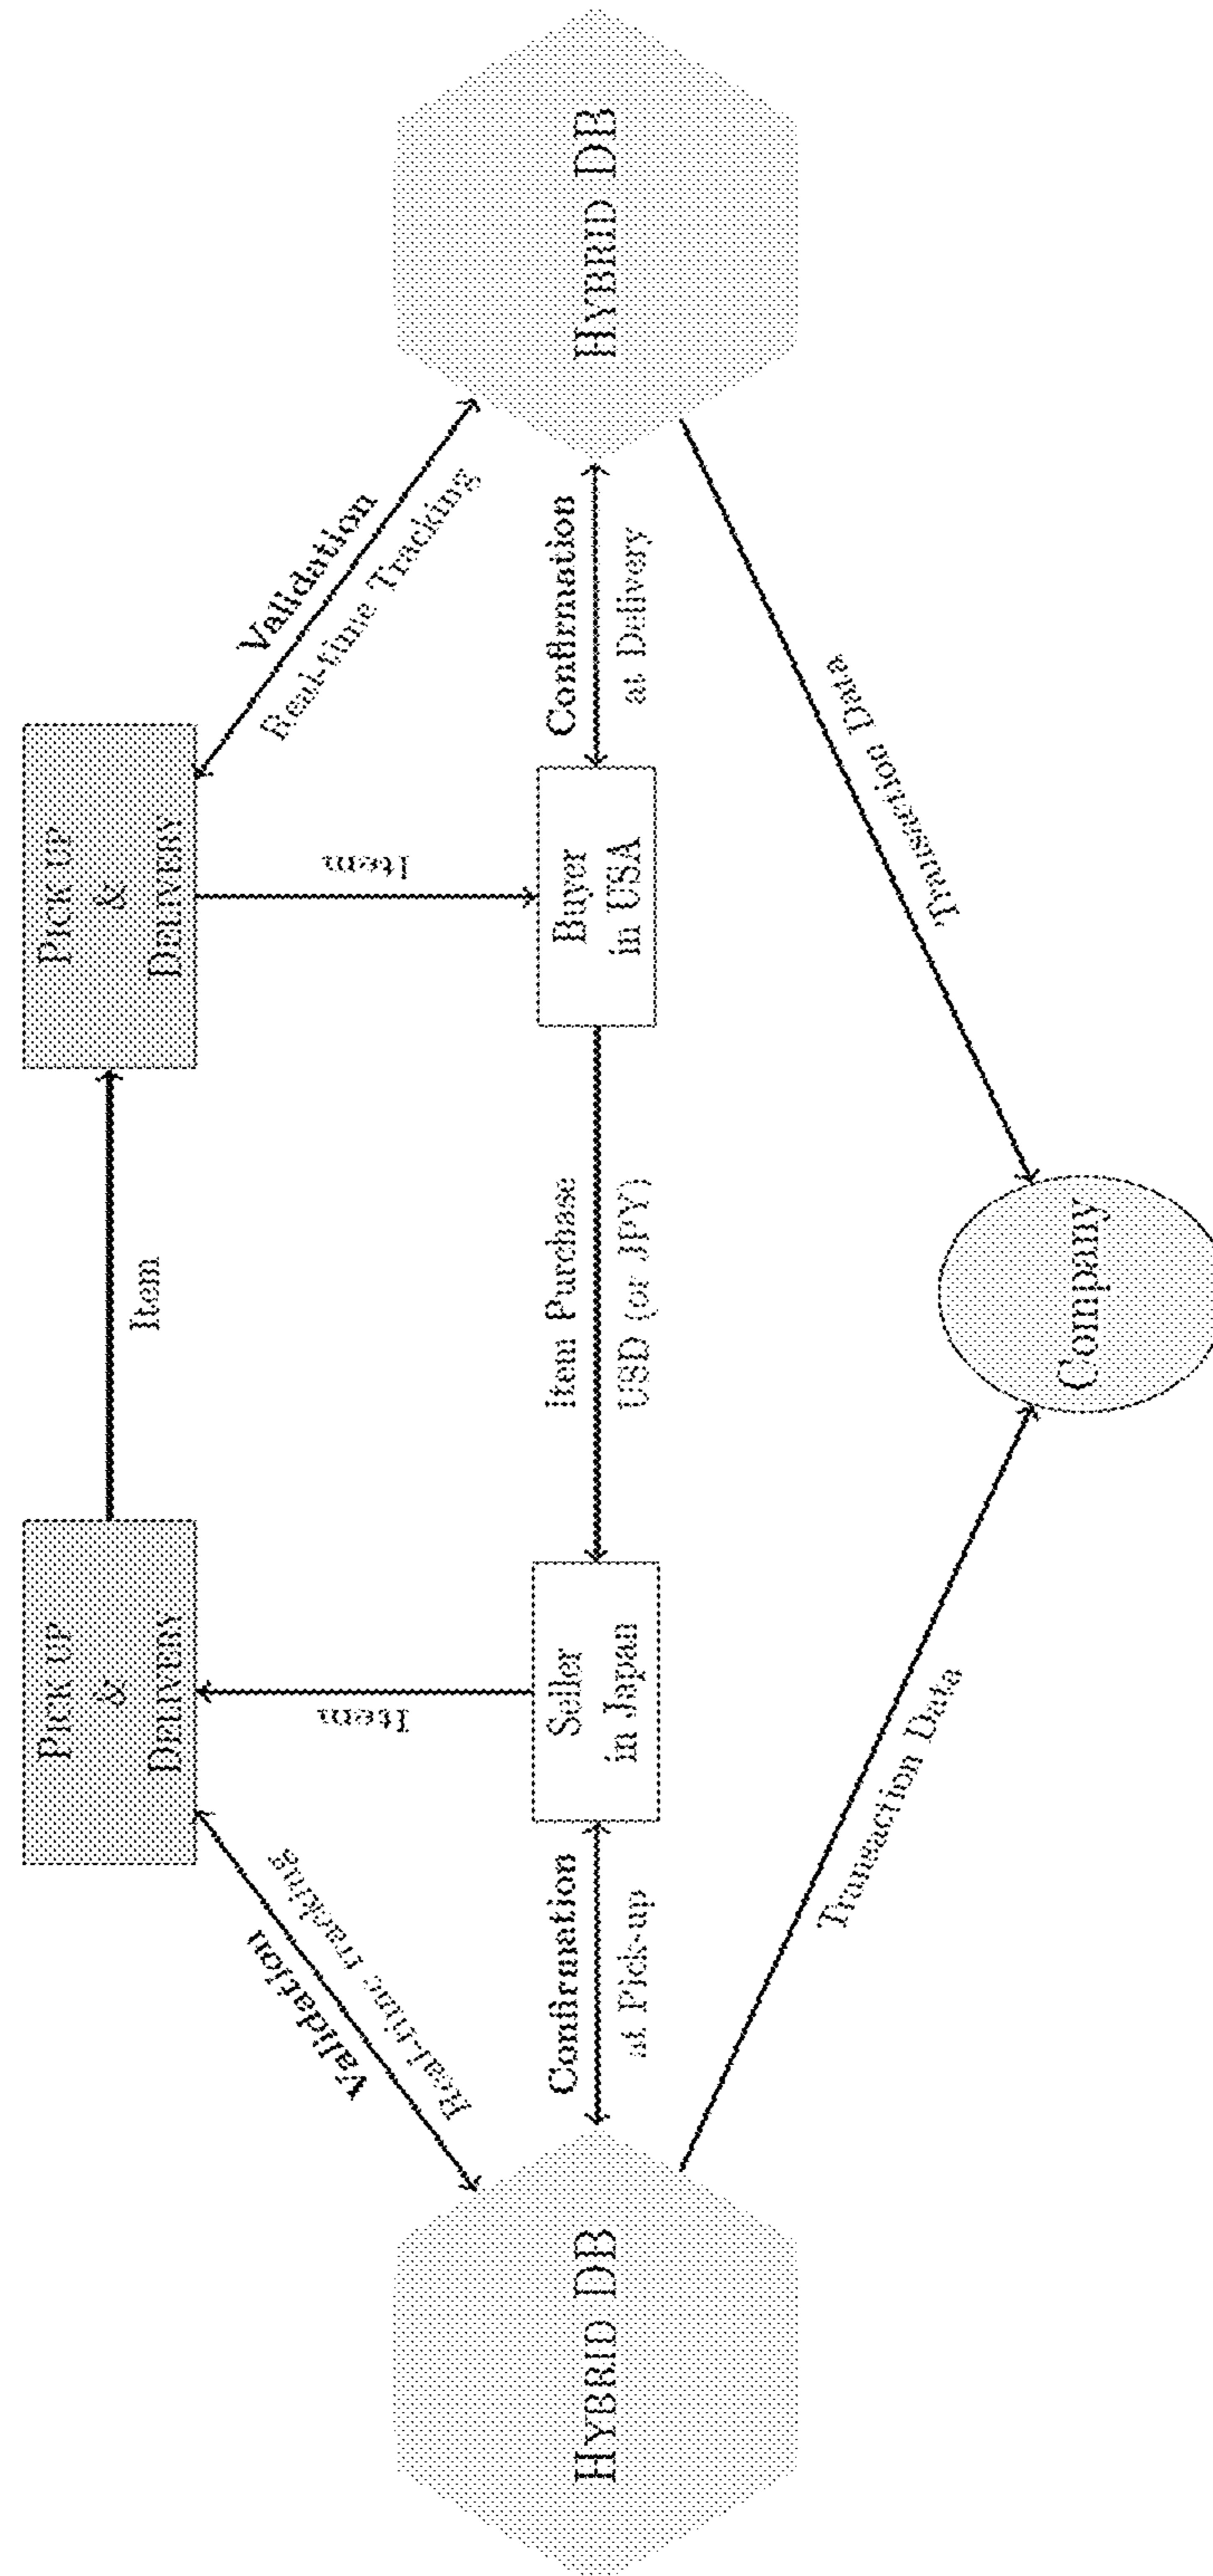 PICK UP
&
DELIVERY
Item
PICK UP
&
DELIVERY
Validation
Real-time tracking
Item
Item
Validation
Real-time Tracking
HYBRID DB
Confirmation
at Pick-up
Seller
in Japan
Item Purchase
USD (or JPY)
Buyer
in USA
Confirmation
at Delivery
HYBRID DB
Transaction Data
Transaction Data
Company